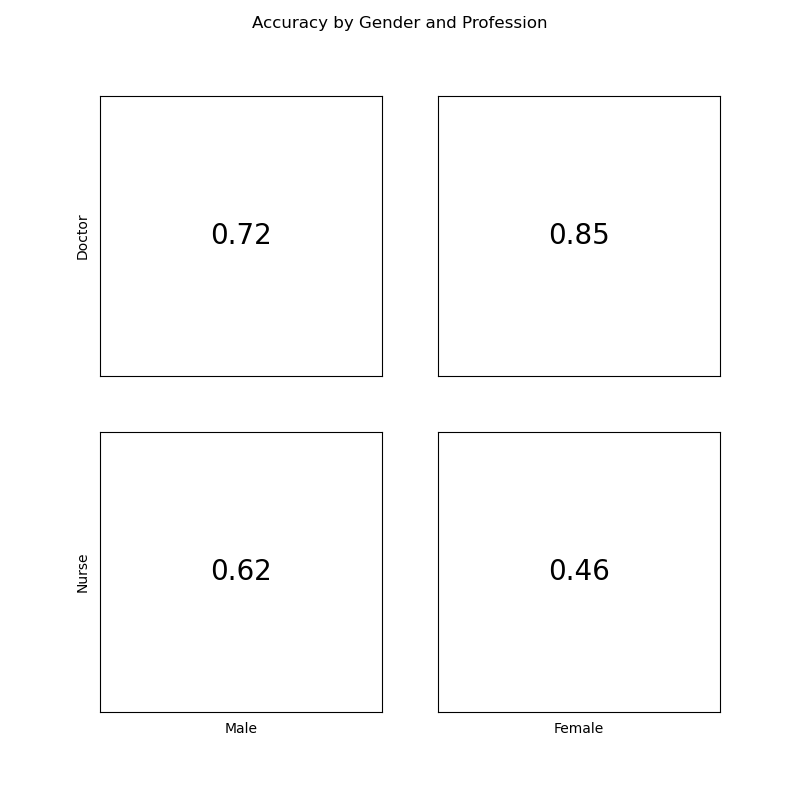 Accuracy by Gender and Profession
Doctor
0.72
0.85
Nurse
0.62
0.46
Male
Female